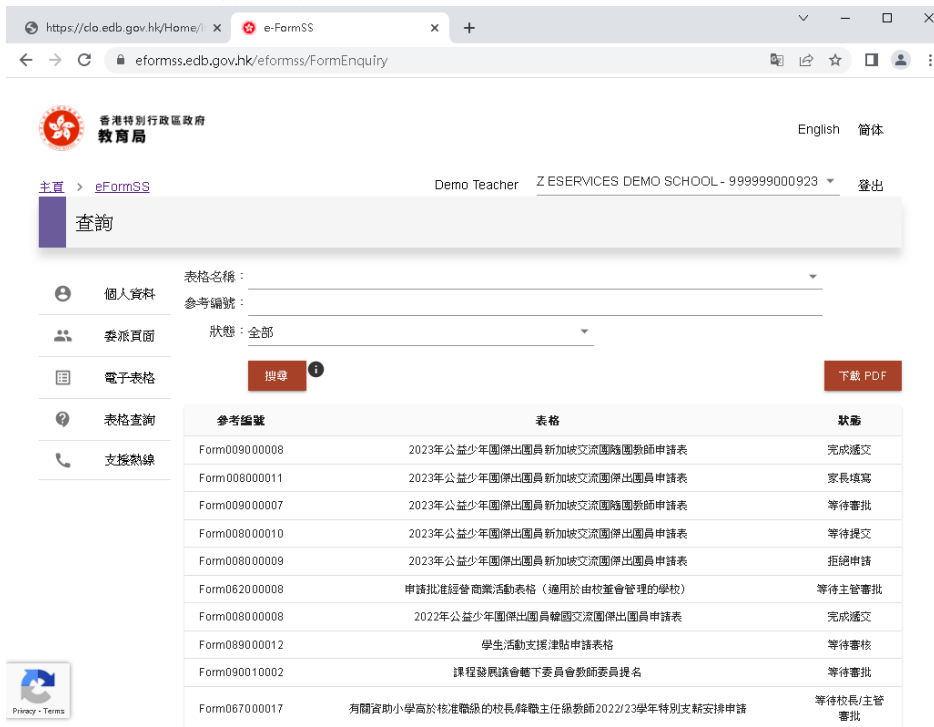 https://clo.edb.gov.hk/Home/I
e-FormSS
eformss.edb.gov.hk/eformss/FormEnquiry
香港特別行政區政府
教育局
English 简体
主頁 > eFormSS
Demo Teacher Z ESERVICES DEMO SCHOOL - 999999000923 登出
查詢
個人資料
委派頁面
電子表格
表格查詢
支援熱線
表格名稱：
參考編號：
狀態：全部
搜尋
下載 PDF
參考編號 表格 狀態
Form009000008 2023年公益少年團傑出團員新加坡交流團隨團教師申請表 完成遞交
Form008000011 2023年公益少年團傑出團員新加坡交流團傑出團員申請表 家長填寫
Form009000007 2023年公益少年團傑出團員新加坡交流團隨團教師申請表 等待審批
Form008000010 2023年公益少年團傑出團員新加坡交流團傑出團員申請表 等待提交
Form008000009 2023年公益少年團傑出團員新加坡交流團傑出團員申請表 拒絕申請
Form062000008 申請批准經營商業活動表格（適用於由校董會管理的學校） 等待主管審批
Form008000008 2022年公益少年團傑出團員韓國交流團傑出團員申請表 完成遞交
Form089000012 學生活動支援津貼申請表格 等待審核
Form090010002 課程發展議會轄下委員會教師委員提名 等待審批
Form067000017 有關資助小學高於核准職級的校長/降職主任級教師2022/23學年特別支薪安排申請 等待校長/主管
審批
Privacy - Terms